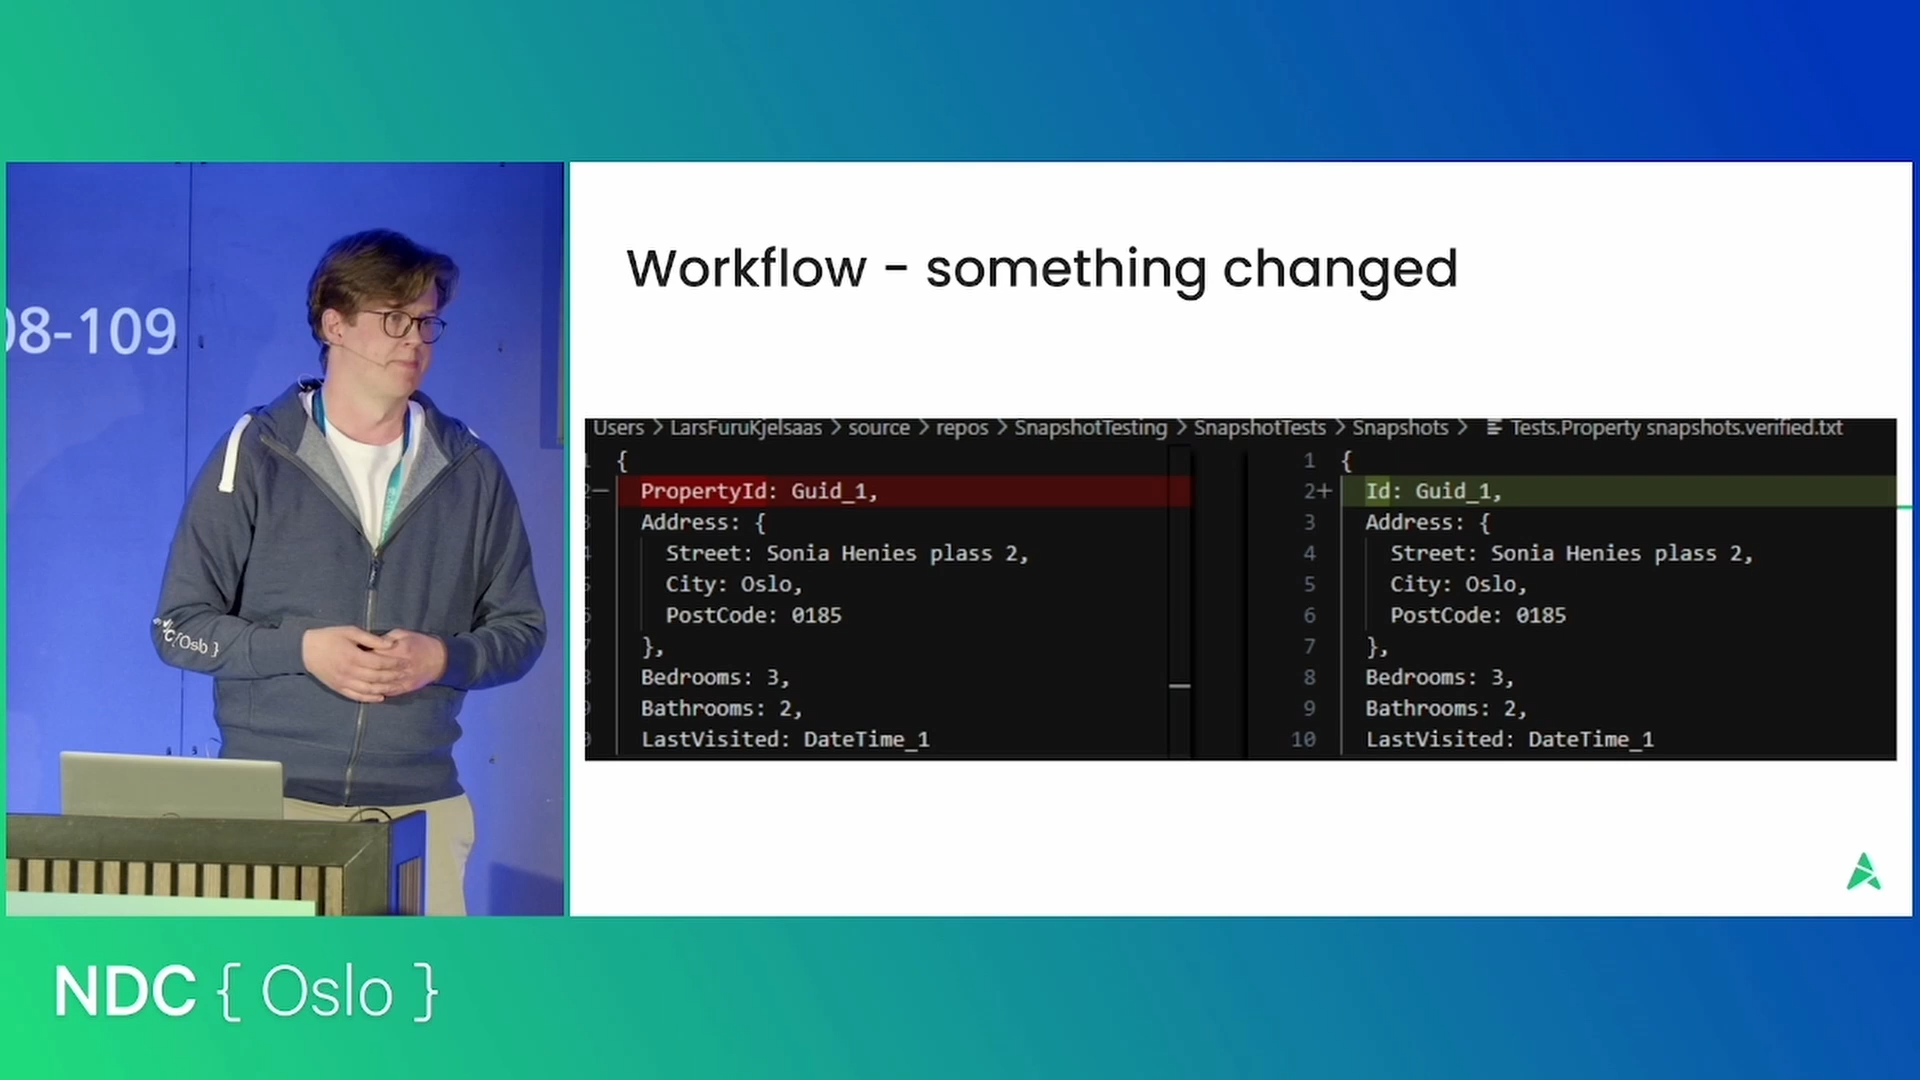 8-109
{ Oslo }
Workflow - something changed
Users > LarsFuruKjelsaas > source > repos > SnapshotTesting > SnapshotTests > Snapshots > Tests.Property snapshots.verified.txt
{
PropertyId: Guid_1,
Address: {
Street: Sonia Henies plass 2,
City: Oslo,
PostCode: 0185
},
Bedrooms: 3,
Bathrooms: 2,
LastVisited: DateTime_1
1 {
2+ Id: Guid_1,
3 Address: {
4 Street: Sonia Henies plass 2,
5 City: Oslo,
6 PostCode: 0185
7 },
8 Bedrooms: 3,
9 Bathrooms: 2,
10 LastVisited: DateTime_1
NDC { Oslo }